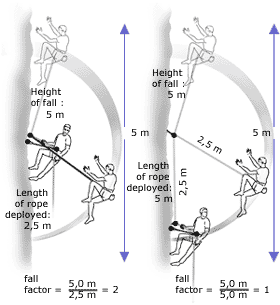 Height
of fall :
5 m
5 m
Length
of rope
deployed:
2,5 m
fall
factor = 5,0 m / 2,5 m = 2
Height
of fall :
5 m
2,5 m
5 m
Length
of rope
deployed:
5 m
2,5 m
fall
factor = 5,0 m / 5,0 m = 1